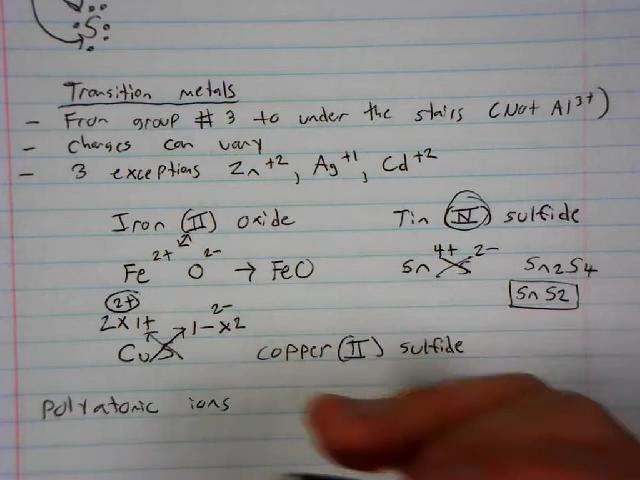 S
Transition metals
- From group # 3 to under the stairs (Not Al3+)
- charges can vary
- 3 exceptions Zn+2, Ag+1, Cd+2
Iron (II) oxide
Tin (IV) sulfide
Fe2+ O2- → FeO
Sn4+ S2- Sn2S4
SnS2
2+
2x1+ 1-x2 2-
CuS copper (II) sulfide
Polyatomic ions